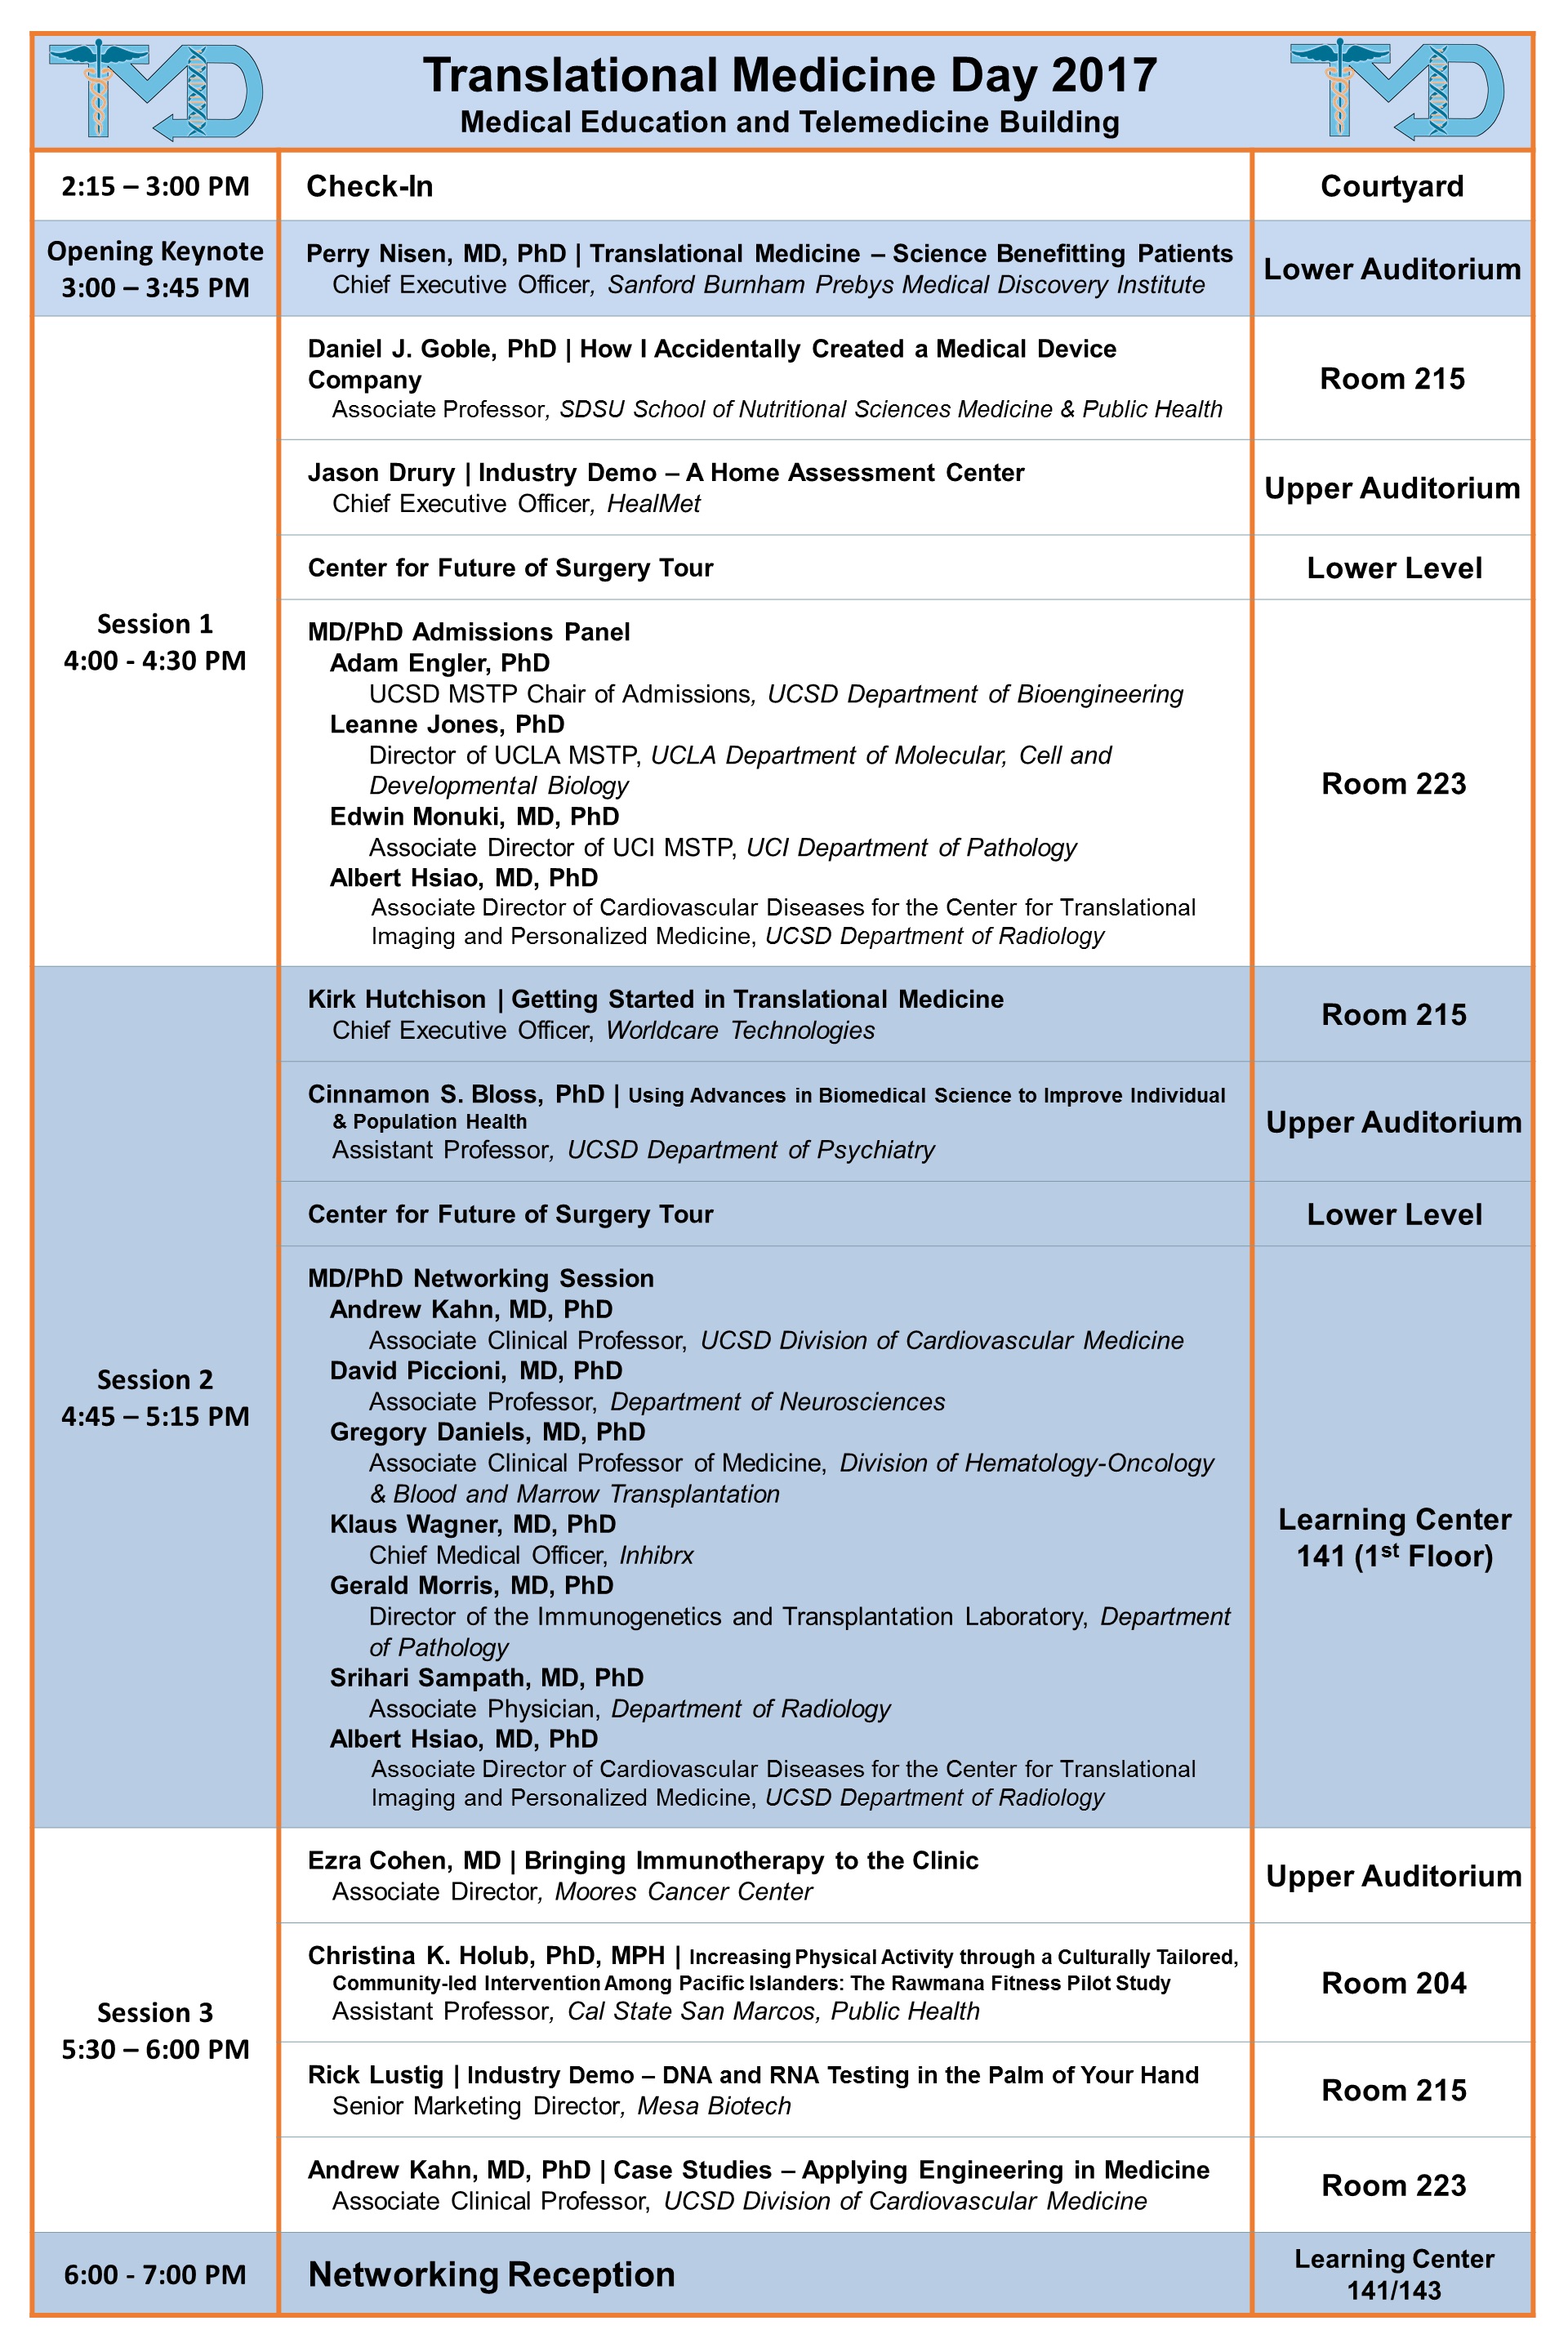 TMD
Translational Medicine Day 2017
TMD
Medical Education and Telemedicine Building
2:15 – 3:00 PM
Check-In
Courtyard
Opening Keynote
3:00 – 3:45 PM
Perry Nisen, MD, PhD | Translational Medicine – Science Benefitting Patients
Chief Executive Officer, Sanford Burnham Prebys Medical Discovery Institute
Lower Auditorium
Session 1
4:00 - 4:30 PM
Daniel J. Goble, PhD | How I Accidentally Created a Medical Device
Company
Associate Professor, SDSU School of Nutritional Sciences Medicine & Public Health
Room 215
Jason Drury | Industry Demo – A Home Assessment Center
Chief Executive Officer, HealMet
Upper Auditorium
Center for Future of Surgery Tour
Lower Level
MD/PhD Admissions Panel
Adam Engler, PhD
UCSD MSTP Chair of Admissions, UCSD Department of Bioengineering
Leanne Jones, PhD
Director of UCLA MSTP, UCLA Department of Molecular, Cell and
Developmental Biology
Edwin Monuki, MD, PhD
Associate Director of UCI MSTP, UCI Department of Pathology
Albert Hsiao, MD, PhD
Associate Director of Cardiovascular Diseases for the Center for Translational
Imaging and Personalized Medicine, UCSD Department of Radiology
Room 223
Session 2
4:45 – 5:15 PM
Kirk Hutchison | Getting Started in Translational Medicine
Chief Executive Officer, Worldcare Technologies
Room 215
Cinnamon S. Bloss, PhD | Using Advances in Biomedical Science to Improve Individual
& Population Health
Assistant Professor, UCSD Department of Psychiatry
Upper Auditorium
Center for Future of Surgery Tour
Lower Level
MD/PhD Networking Session
Andrew Kahn, MD, PhD
Associate Clinical Professor, UCSD Division of Cardiovascular Medicine
David Piccioni, MD, PhD
Associate Professor, Department of Neurosciences
Gregory Daniels, MD, PhD
Associate Clinical Professor of Medicine, Division of Hematology-Oncology
& Blood and Marrow Transplantation
Klaus Wagner, MD, PhD
Chief Medical Officer, Inhibrx
Gerald Morris, MD, PhD
Director of the Immunogenetics and Transplantation Laboratory, Department
of Pathology
Srihari Sampath, MD, PhD
Associate Physician, Department of Radiology
Albert Hsiao, MD, PhD
Associate Director of Cardiovascular Diseases for the Center for Translational
Imaging and Personalized Medicine, UCSD Department of Radiology
Learning Center
141 (1st Floor)
Session 3
5:30 – 6:00 PM
Ezra Cohen, MD | Bringing Immunotherapy to the Clinic
Associate Director, Moores Cancer Center
Upper Auditorium
Christina K. Holub, PhD, MPH | Increasing Physical Activity through a Culturally Tailored,
Community-led Intervention Among Pacific Islanders: The Rawmana Fitness Pilot Study
Assistant Professor, Cal State San Marcos, Public Health
Room 204
Rick Lustig | Industry Demo – DNA and RNA Testing in the Palm of Your Hand
Senior Marketing Director, Mesa Biotech
Room 215
Andrew Kahn, MD, PhD | Case Studies – Applying Engineering in Medicine
Associate Clinical Professor, UCSD Division of Cardiovascular Medicine
Room 223
6:00 - 7:00 PM
Networking Reception
Learning Center
141/143